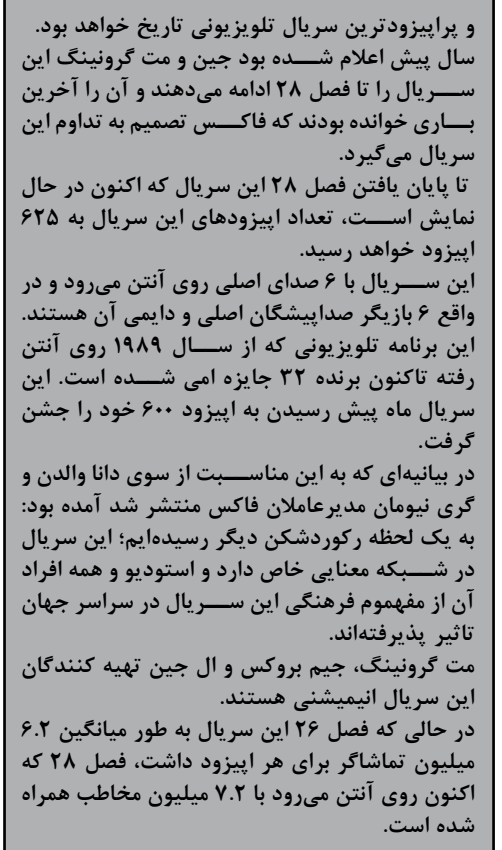 و پراپیزودترین سریال تلویزیونی تاریخ خواهد بود.
سال پیش اعلام شده بود جین و مت گرونینگ این
سریال را تا فصل ۲۸ ادامه می‌دهند و آن را آخرین
باری خوانده بودند که فاکس تصمیم به تداوم این
سریال می‌گیرد.
تا پایان یافتن فصل ۲۸ این سریال که اکنون در حال
نمایش است، تعداد اپیزودهای این سریال به ۶۲۵
اپیزود خواهد رسید.
این سریال با ۶ صدای اصلی روی آنتن می‌رود و در
واقع ۶ بازیگر صداپیشگان اصلی و دایمی آن هستند.
این برنامه تلویزیونی که از سال ۱۹۸۹ روی آنتن
رفته تاکنون برنده ۳۲ جایزه امی شده است. این
سریال ماه پیش رسیدن به اپیزود ۶۰۰ خود را جشن
گرفت.
در بیانیه‌ای که به این مناسبت از سوی دانا والدن و
گری نیومان مدیرعاملان فاکس منتشر شد آمده بود:
به یک لحظه رکوردشکن دیگر رسیده‌ایم؛ این سریال
در شبکه معنایی خاص دارد و استودیو و همه افراد
آن از مفهموم فرهنگی این سریال در سراسر جهان
تاثیر پذیرفته‌اند.
مت گرونینگ، جیم بروکس و ال جین تهیه کنندگان
این سریال انیمیشنی هستند.
در حالی که فصل ۲۶ این سریال به طور میانگین ۶.۲
میلیون تماشاگر برای هر اپیزود داشت، فصل ۲۸ که
اکنون روی آنتن می‌رود با ۷.۲ میلیون مخاطب همراه
شده است.